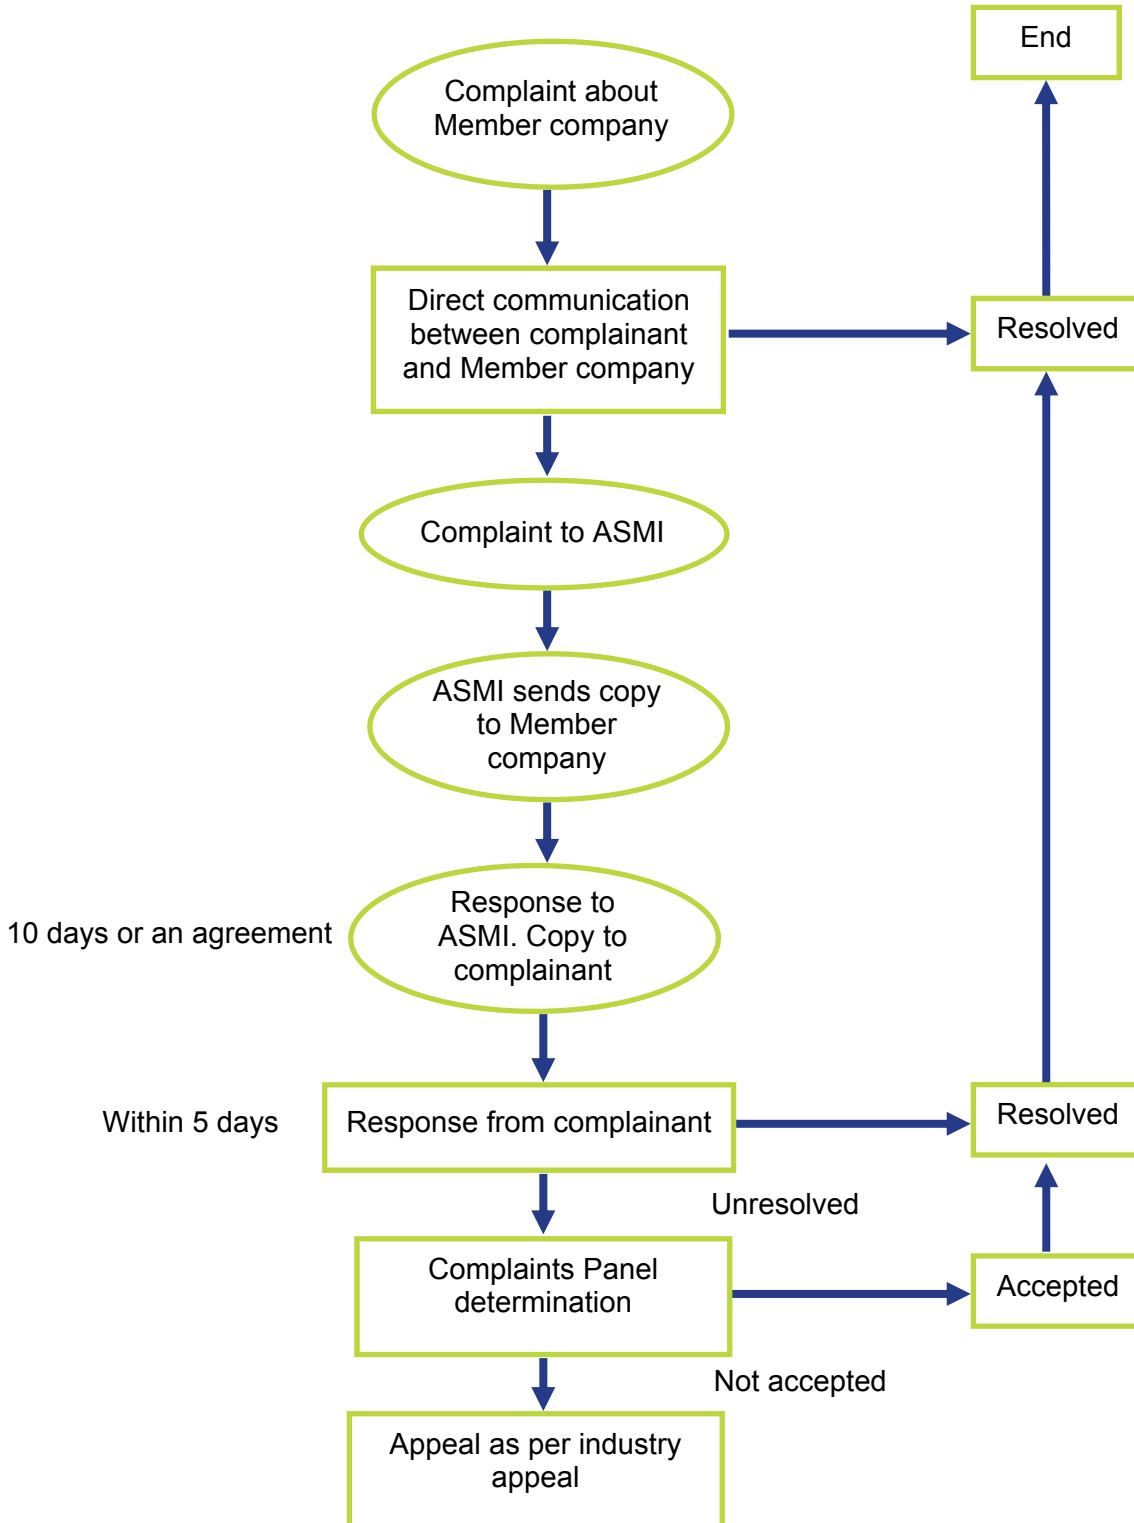 End
Complaint about
Member company
Direct communication
between complainant
and Member company
Resolved
Complaint to ASMI
ASMI sends copy
to Member
company
10 days or an agreement
Response to
ASMI. Copy to
complainant
Within 5 days
Response from complainant
Resolved
Unresolved
Complaints Panel
determination
Accepted
Not accepted
Appeal as per industry
appeal